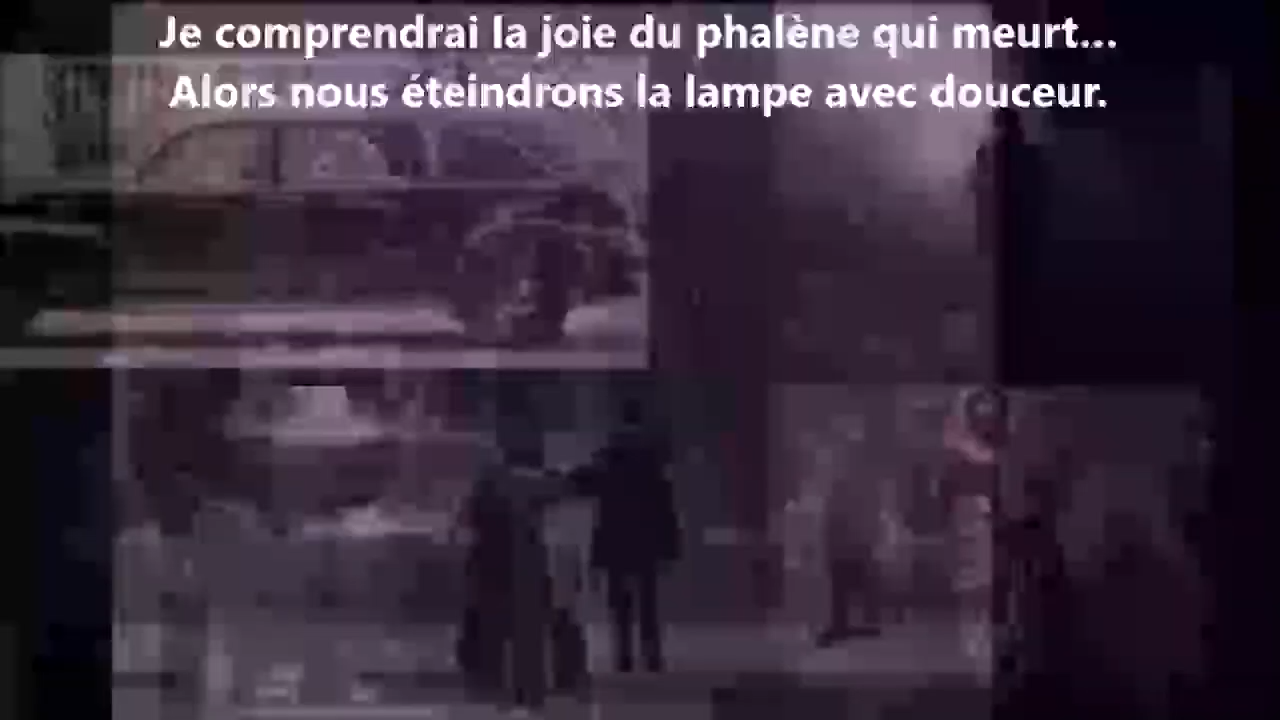 Je comprendrai la joie du phalène qui meurt...
Alors nous éteindrons la lampe avec douceur.